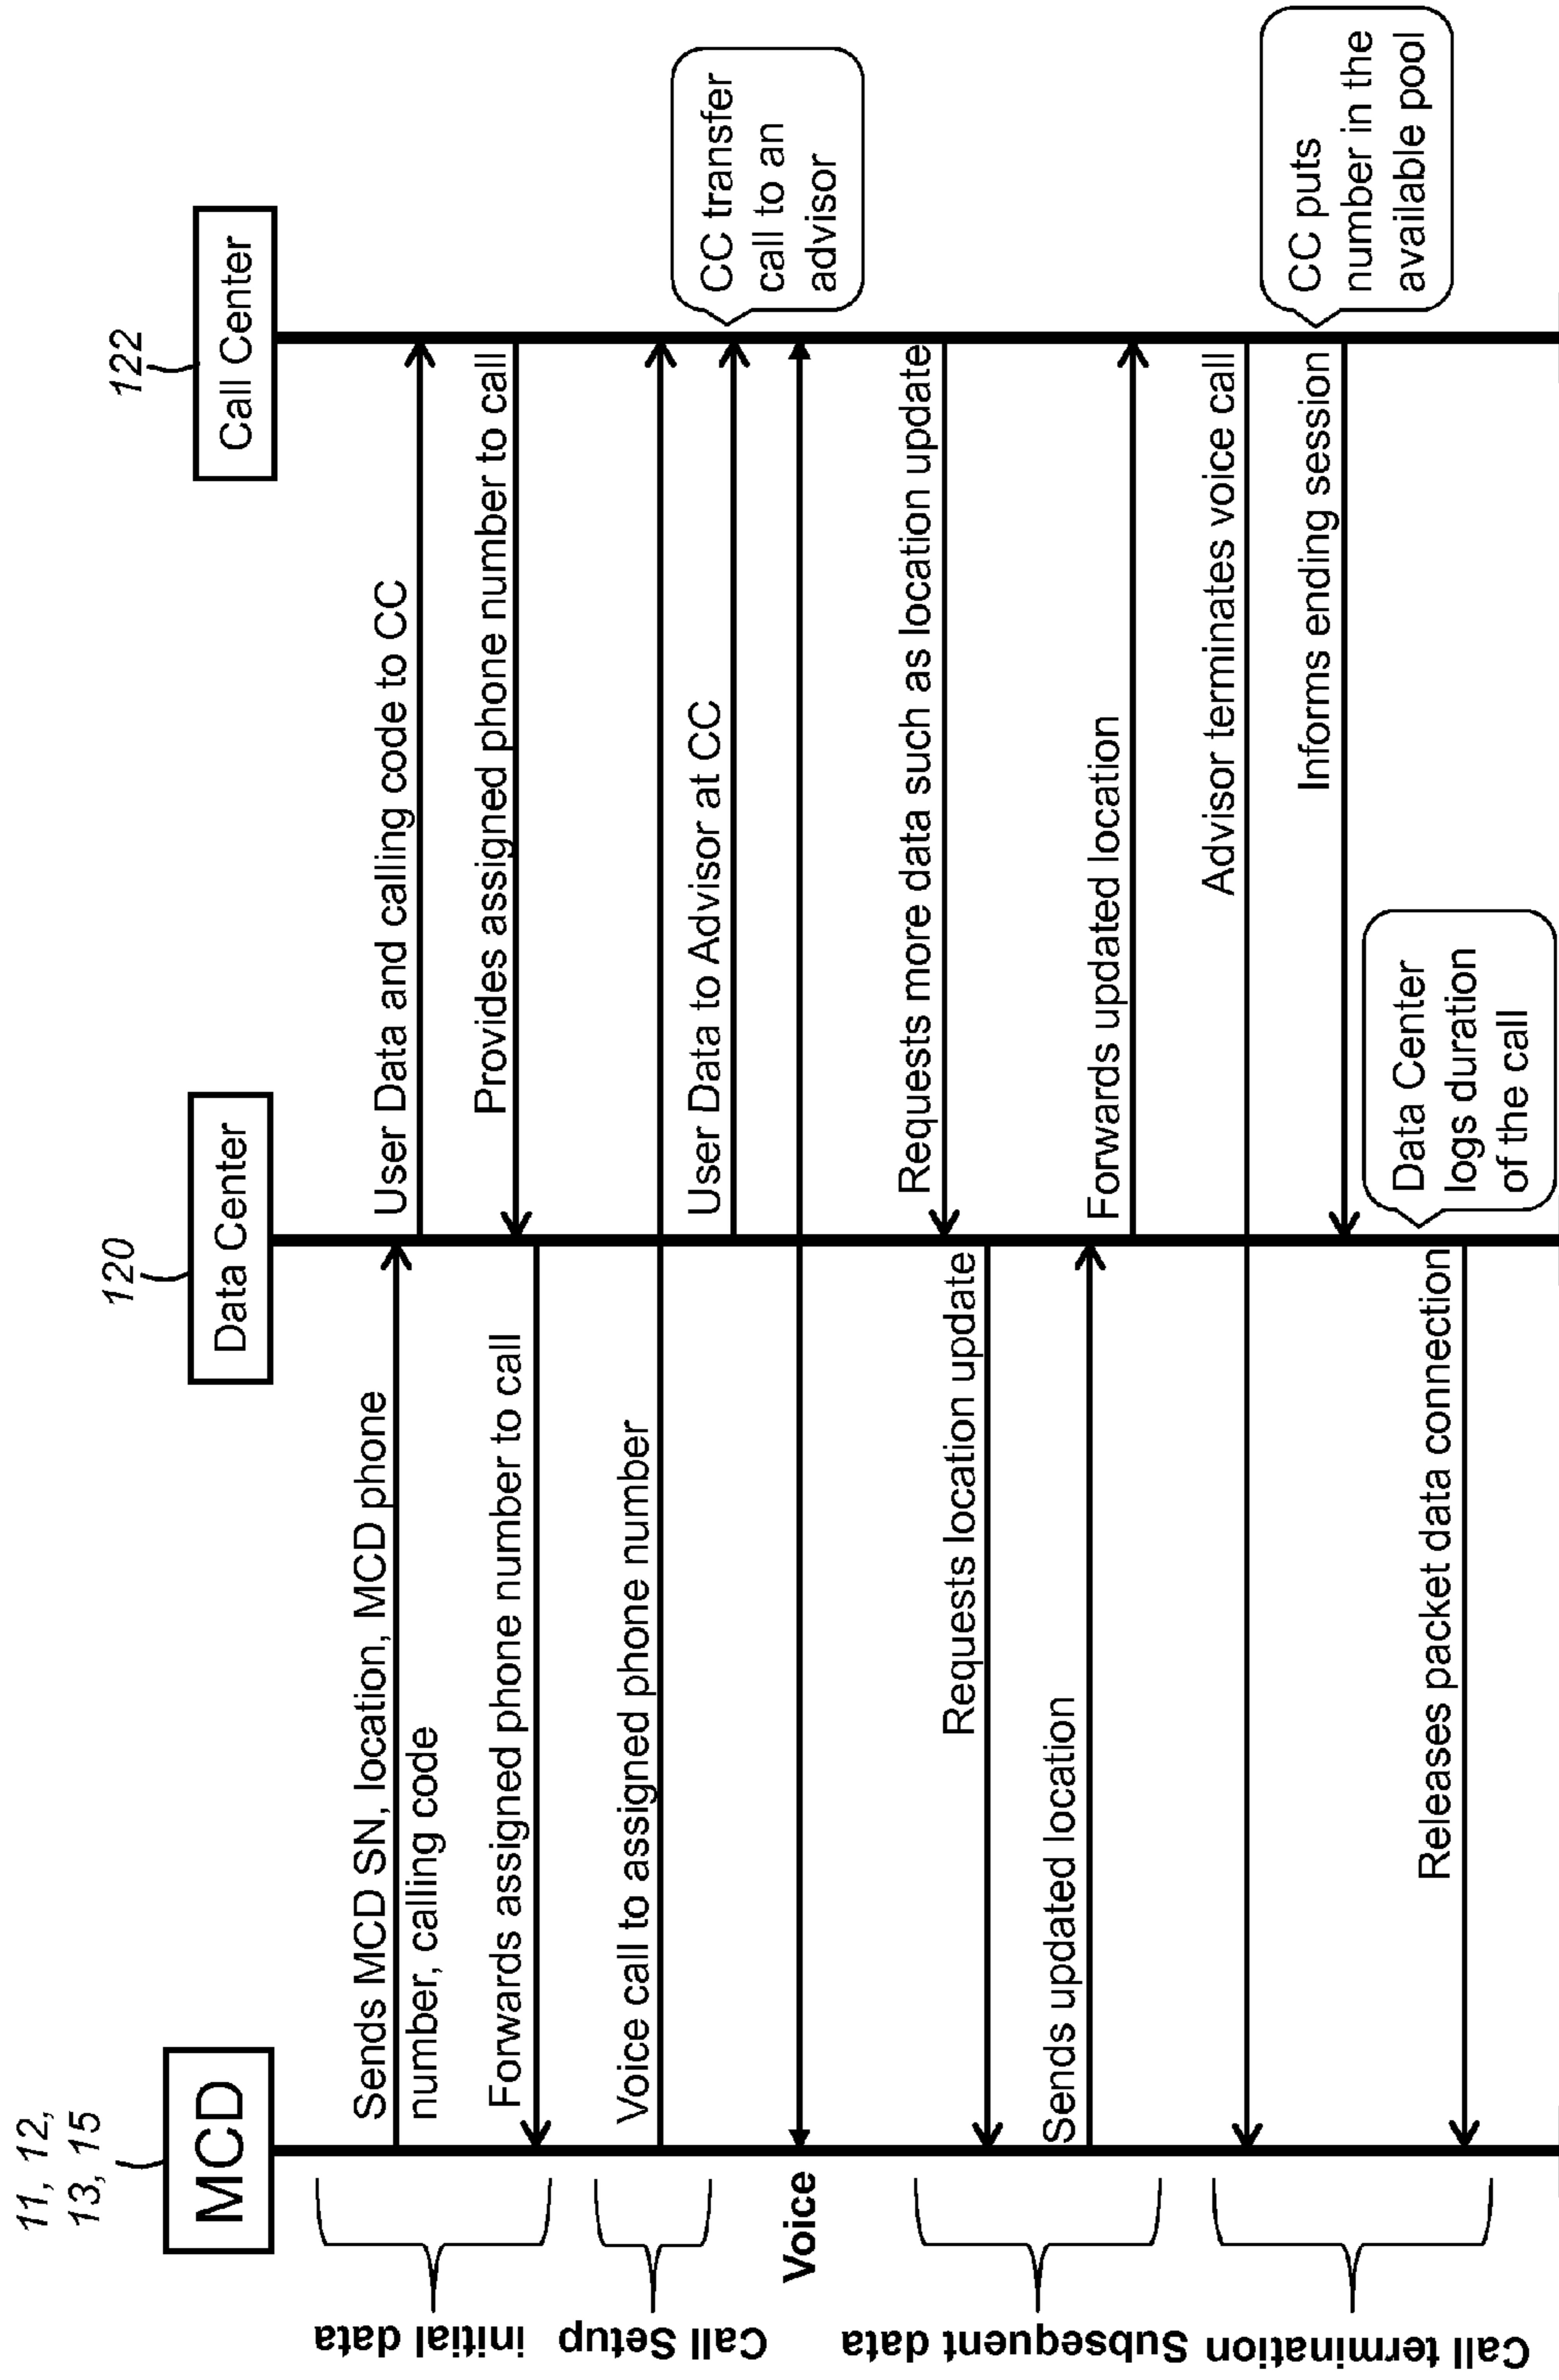 11, 12,
13, 15
120
122
MCD
Data Center
Call Center
initial data
Sends MCD SN, location, MCD phone
number, calling code
User Data and calling code to CC
Provides assigned phone number to call
Forwards assigned phone number to call
Call Setup
Voice call to assigned phone number
User Data to Advisor at CC
CC transfer
call to an
advisor
Voice
Subsequent data
Requests more data such as location update
Requests location update
Sends updated location
Forwards updated location
Call termination
Advisor terminates voice call
Informs ending session
CC puts
number in the
available pool
Data Center
logs duration
of the call
Releases packet data connection